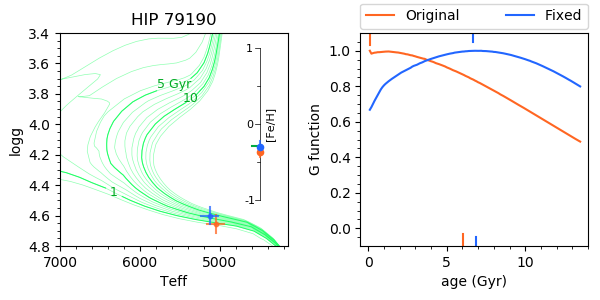 HIP 79190
3.4
3.6
3.8
4.0
4.2
4.4
4.6
4.8
logg
7000
6000
5000
Teff
5 Gyr
10
1
1
0
-1
[Fe/H]
Original
Fixed
1.0
0.8
0.6
0.4
0.2
0.0
G function
0
5
10
age (Gyr)